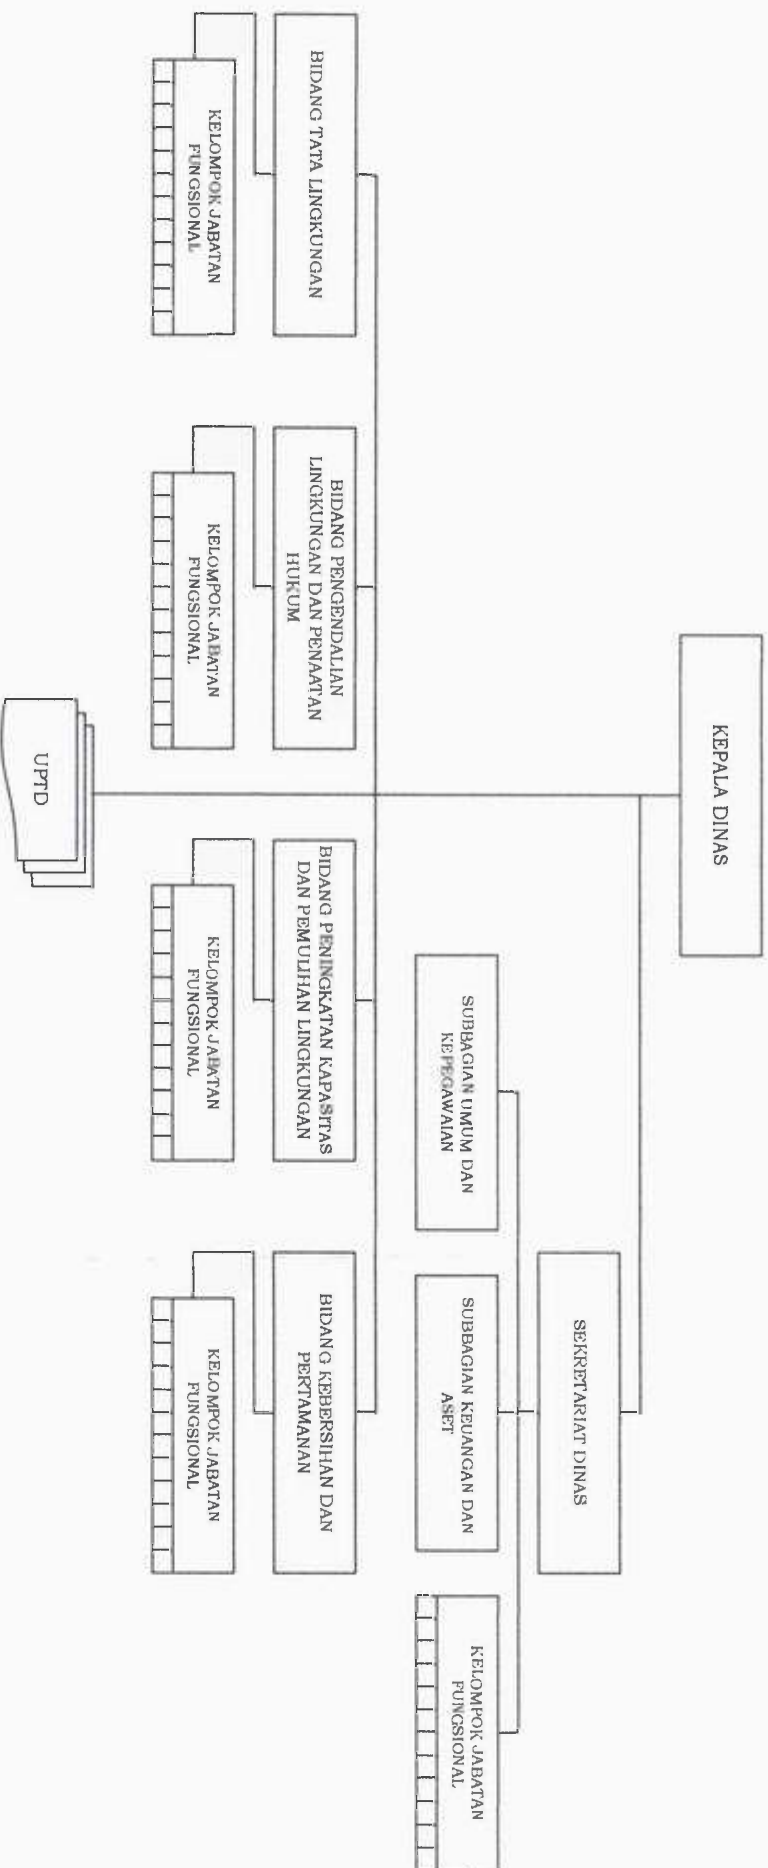 KEPALA DINAS
SEKRETARIAT DINAS
SUBBAGIAN UMUM DAN
KEPEGAWAIAN
SUBBAGIAN KEUANGAN DAN
ASET
KELOMPOK JABATAN
FUNGSIONAL
BIDANG TATA LINGKUNGAN
BIDANG PENGENDALIAN
LINGKUNGAN DAN PENAATAN
HUKUM
BIDANG PENINGKATAN KAPASITAS
DAN PEMULIHAN LINGKUNGAN
BIDANG KEBERSIHAN DAN
PERTAMANAN
KELOMPOK JABATAN
FUNGSIONAL
KELOMPOK JABATAN
FUNGSIONAL
KELOMPOK JABATAN
FUNGSIONAL
KELOMPOK JABATAN
FUNGSIONAL
UPTD